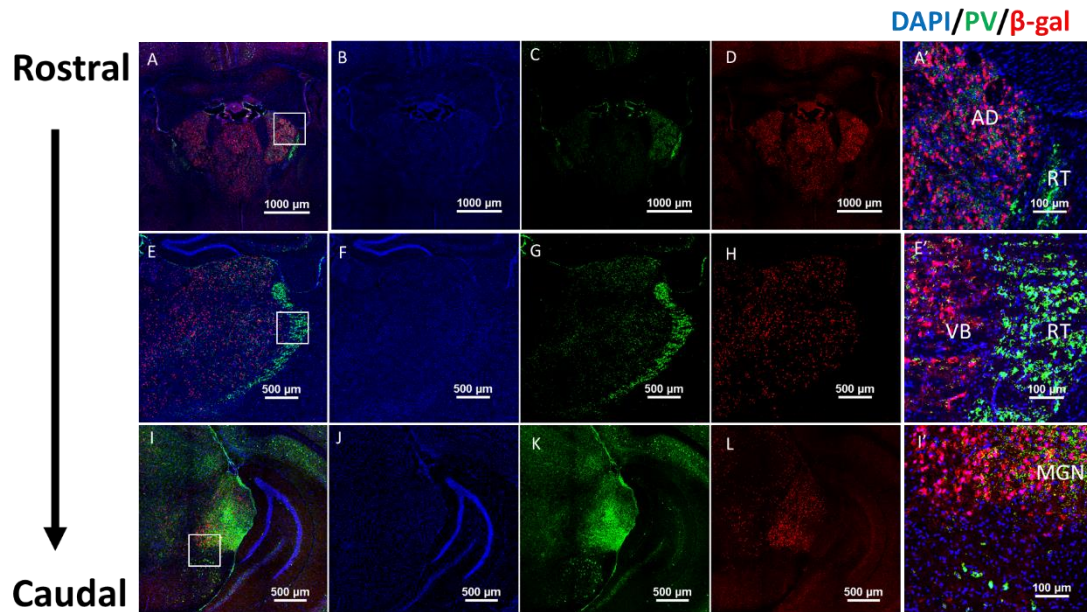 DAPI/PV/β-gal
Rostral
A B C D A'
AD
RT
1000 µm 1000 µm 1000 µm 100 µm
E F G H E'
VB RT
500 µm 500 µm 500 µm 500 µm 100 µm
I J K L I'
MGN
500 µm 500 µm 500 µm 500 µm 100 µm
Caudal